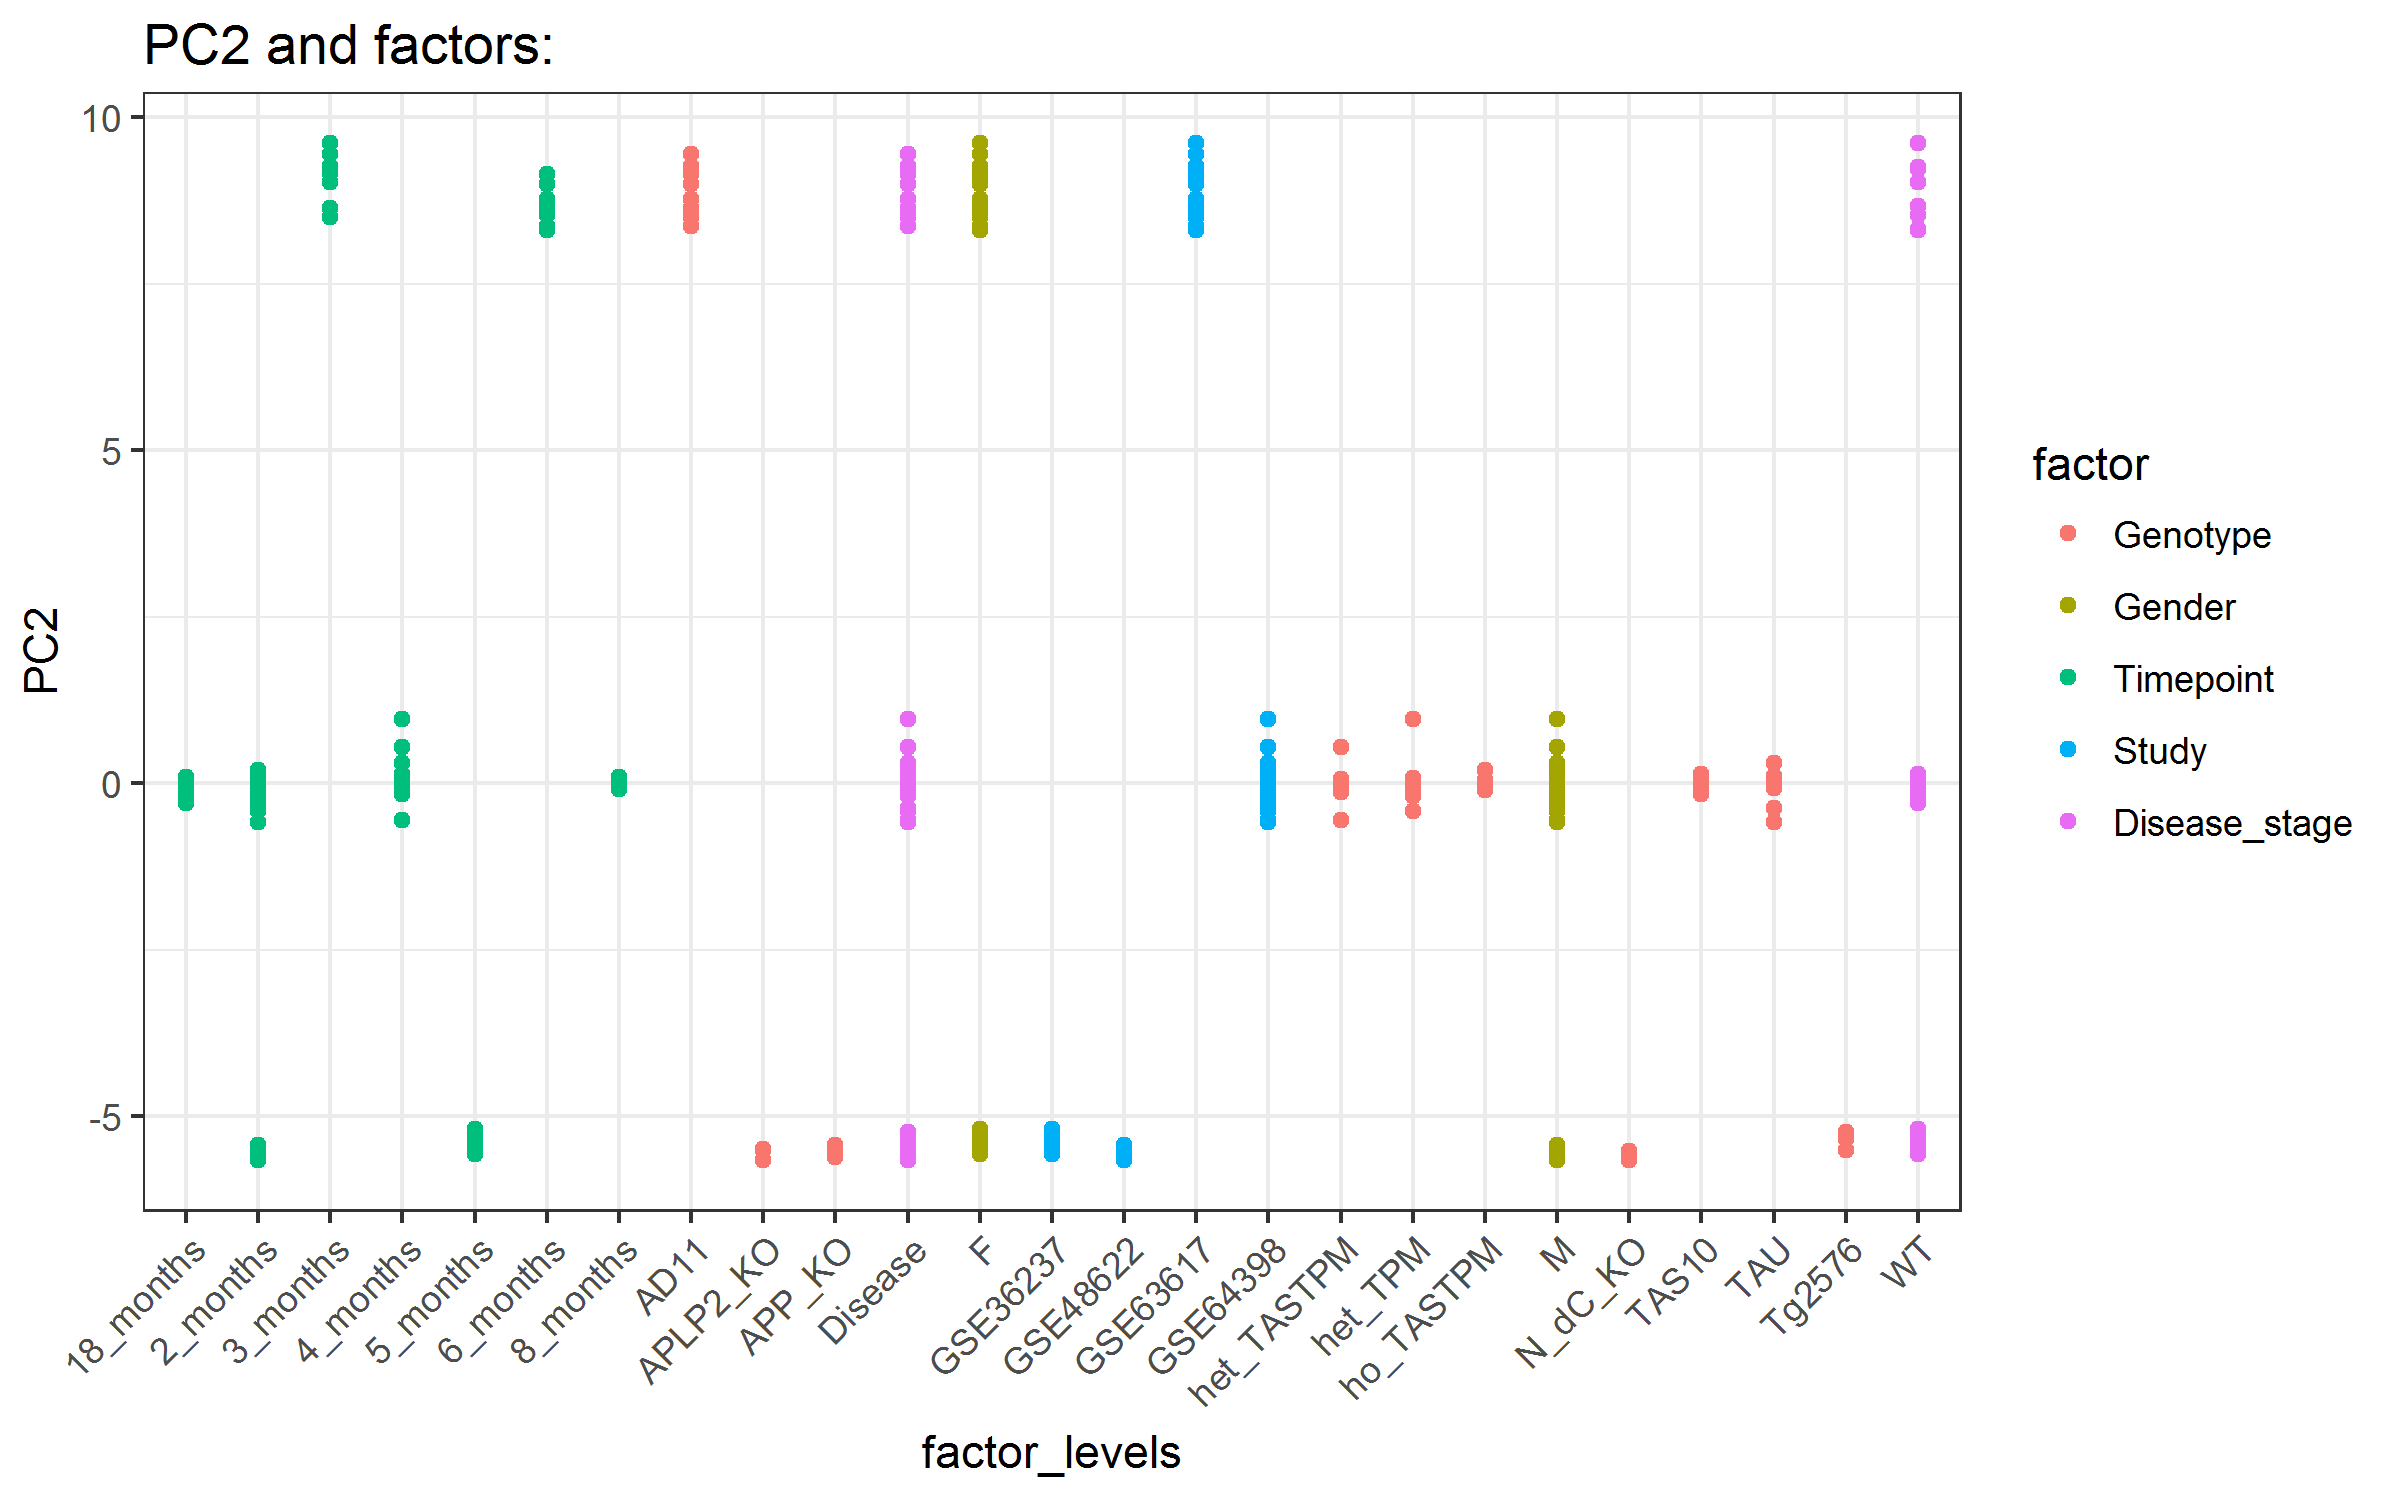 PC2 and factors:
10
5
0
-5
PC2
18_months
2_months
3_months
4_months
5_months
6_months
8_months
AD11
APLP2_KO
APP_KO
Disease
F
GSE36237
GSE48622
GSE63617
GSE64398
het_TASTPM
het_TPM
ho_TASTPM
M
N_dC_KO
TAS10
TAU
Tg2576
WT
factor_levels
factor
Genotype
Gender
Timepoint
Study
Disease_stage